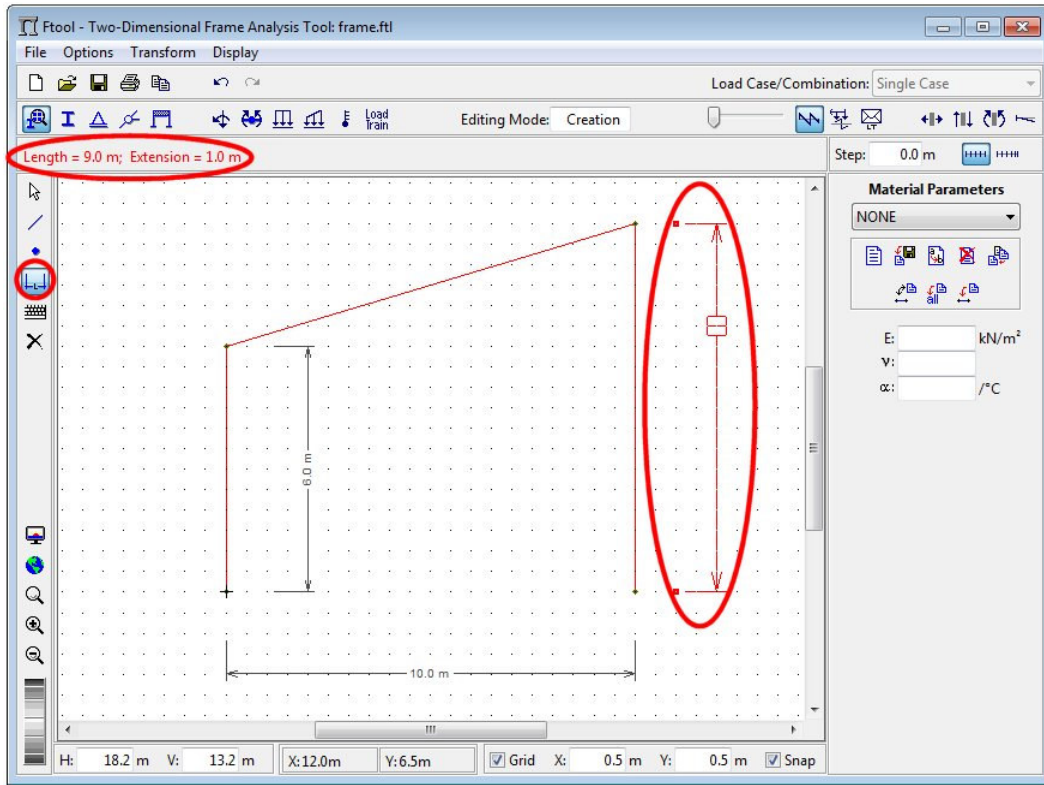 Ftool - Two-Dimensional Frame Analysis Tool: frame.ftl
File Options Transform Display
Load Case/Combination: Single Case
Load Train
Editing Mode: Creation
LT
Length = 9.0 m; Extension = 1.0 m
Step: 0.0 m
Material Parameters
NONE
L
a b
all
E: kN/m²
ν:
α: /°C
6.0 m
10.0 m
H: 18.2 m V: 13.2 m X:12.0m Y:6.5m Grid X: 0.5 m Y: 0.5 m Snap